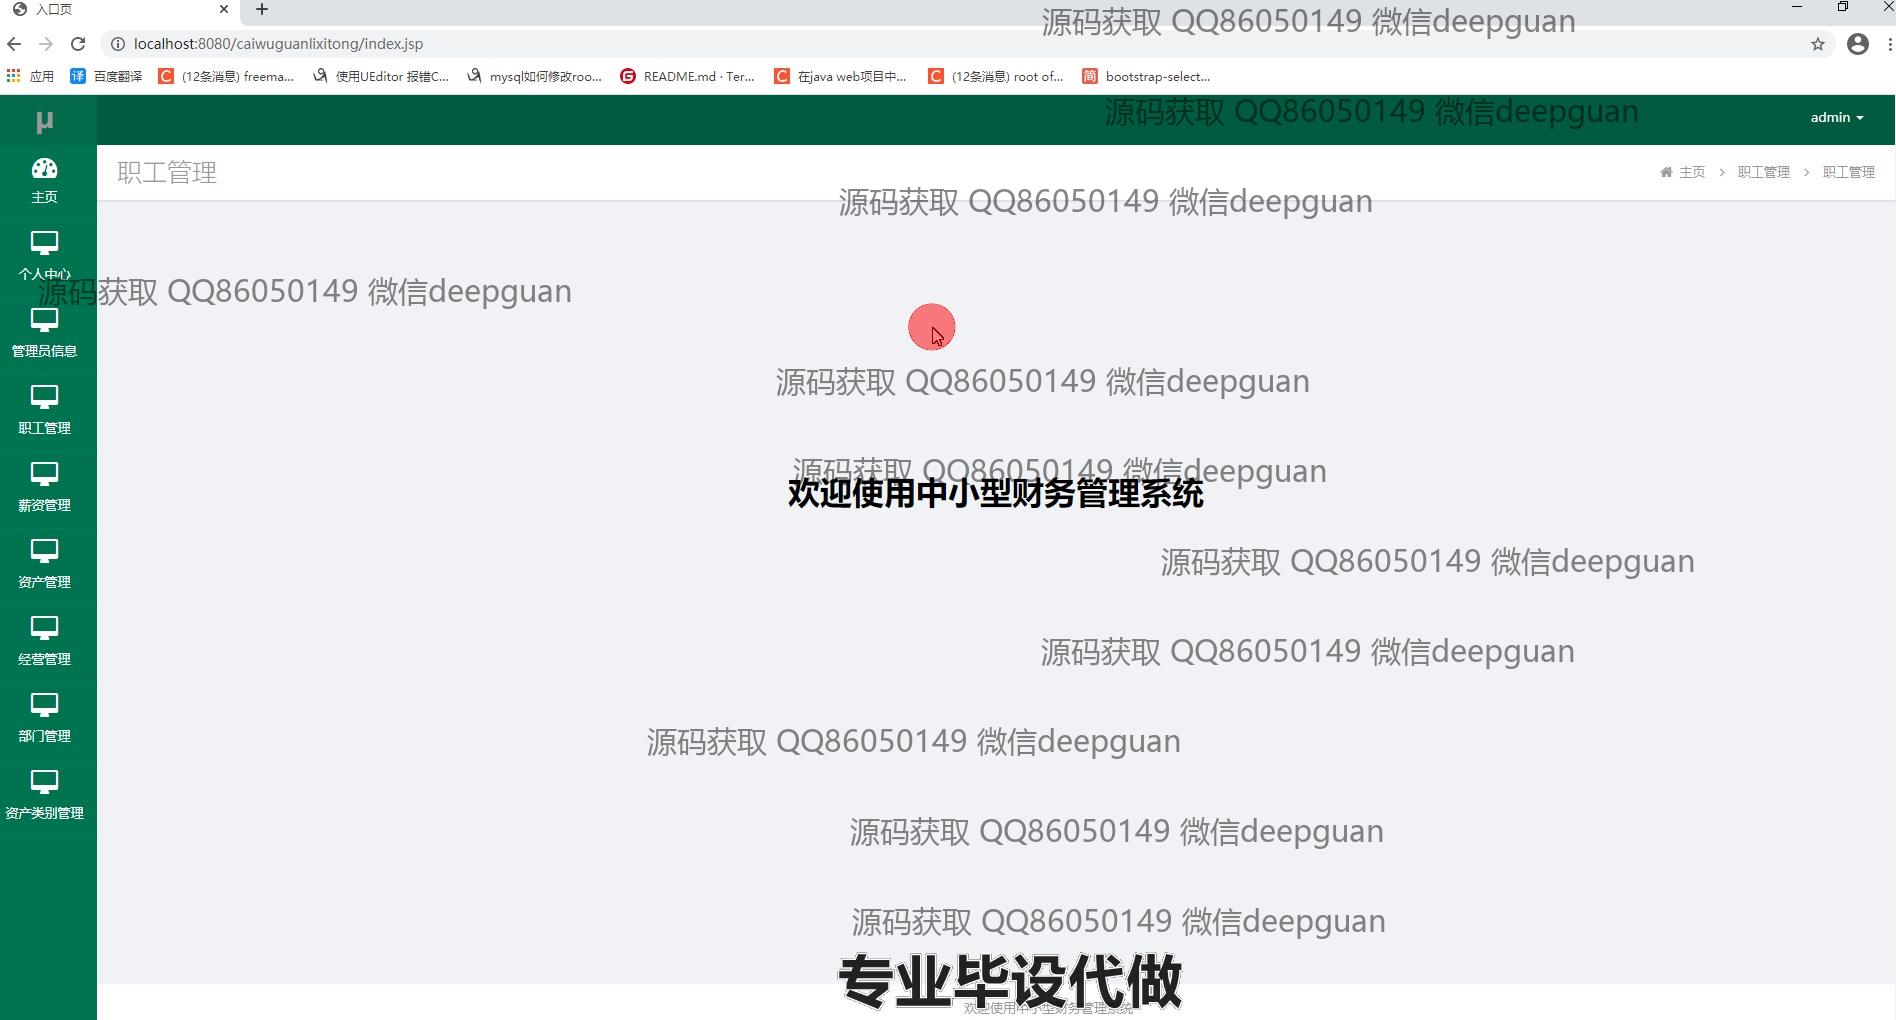 入口页
源码获取 QQ86050149 微信deepguan
localhost:8080/caiwuguanlixitong/index.jsp
应用
百度翻译
(12条消息) freema...
使用UEditor 报错C...
mysql如何修改roo...
README.md · Ter...
在java web项目中...
(12条消息) root of...
bootstrap-select...
μ
源码获取 QQ86050149 微信deepguan
admin
职工管理
主页 > 职工管理 > 职工管理
主页
源码获取 QQ86050149 微信deepguan
个人中心
源码获取 QQ86050149 微信deepguan
管理员信息
源码获取 QQ86050149 微信deepguan
职工管理
源码获取 QQ86050149 微信deepguan
欢迎使用中小型财务管理系统
薪资管理
源码获取 QQ86050149 微信deepguan
资产管理
源码获取 QQ86050149 微信deepguan
经营管理
部门管理
源码获取 QQ86050149 微信deepguan
资产类别管理
源码获取 QQ86050149 微信deepguan
源码获取 QQ86050149 微信deepguan
专业毕设代做
欢迎使用中小型财务管理系统